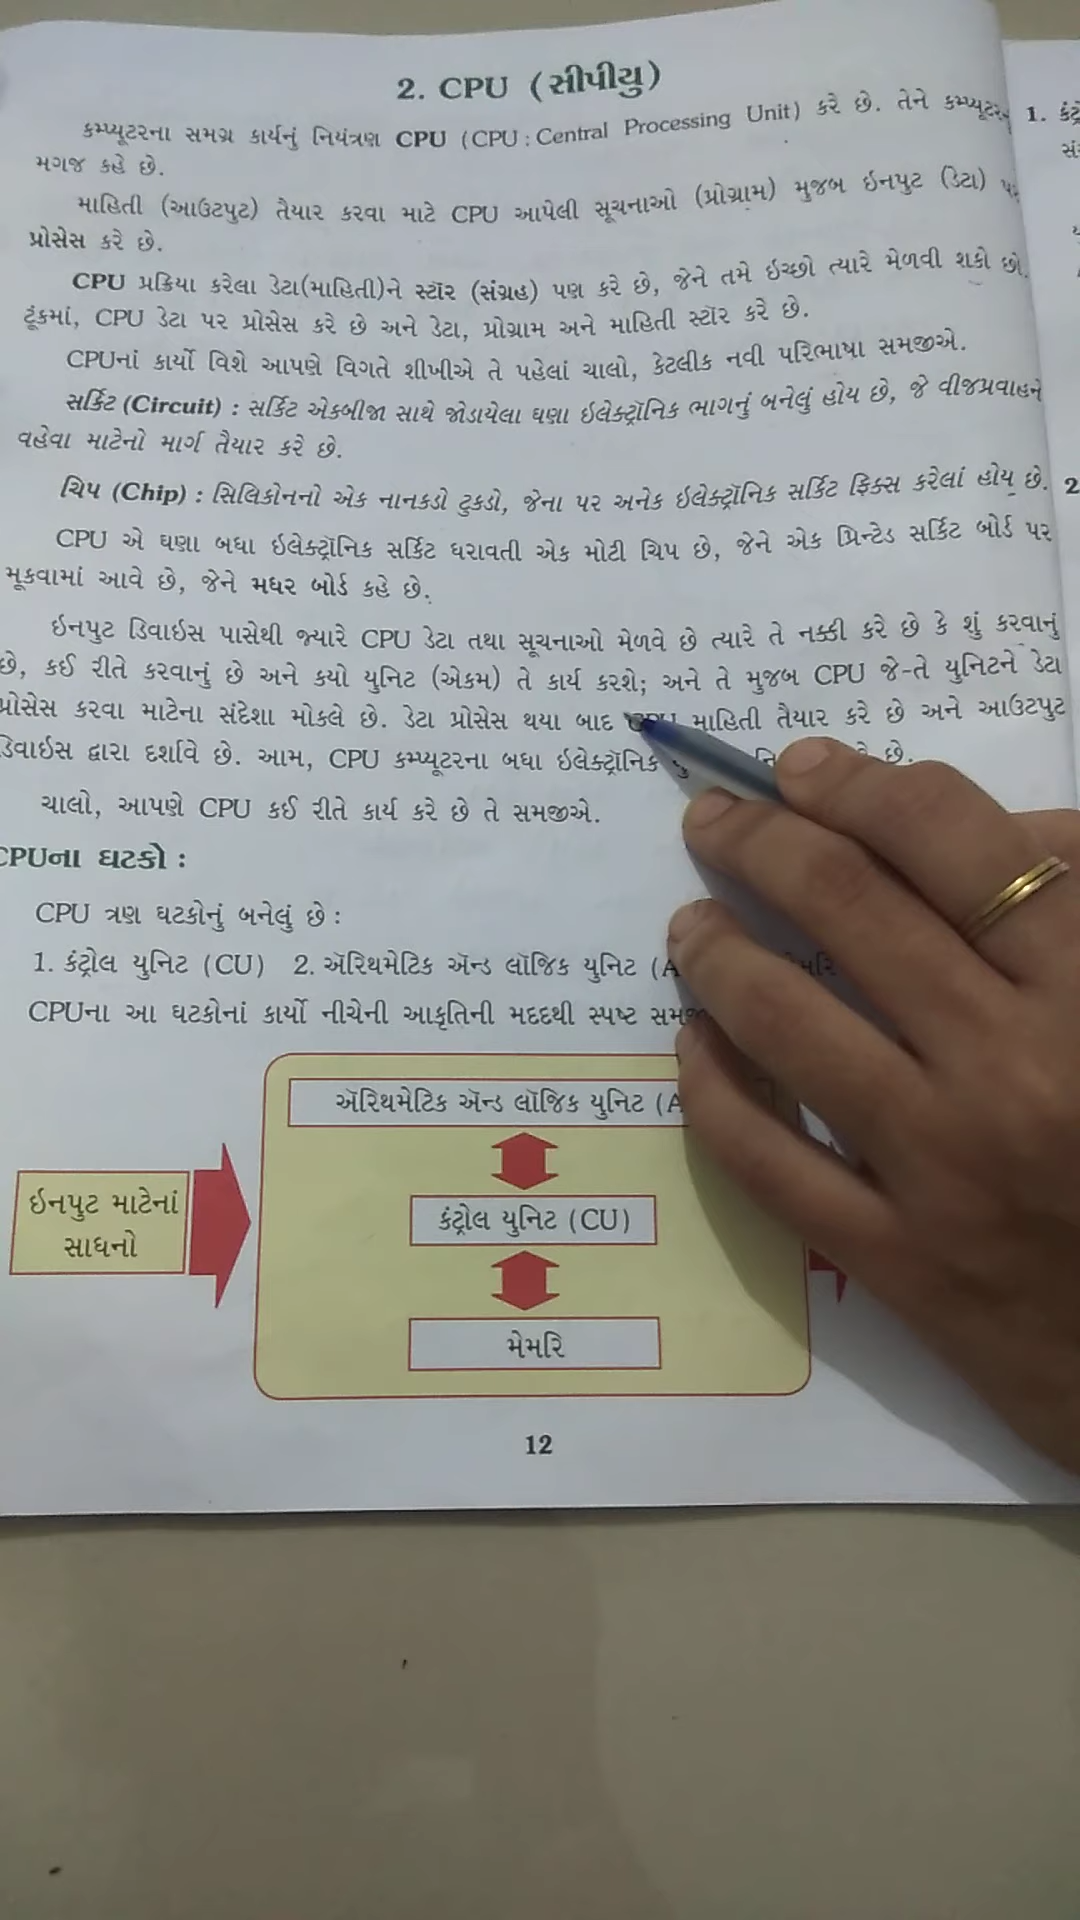 2. CPU (સીપીયુ)
કમ્પ્યૂટરના સમગ્ર કાર્યનું નિયંત્રણ CPU (CPU : Central Processing Unit) કરે છે. તેને કમ્પ્યૂટરનું
મગજ કહે છે.
માહિતી (આઉટપુટ) તૈયાર કરવા માટે CPU આપેલી સૂચનાઓ (પ્રોગ્રામ) મુજબ ઇનપુટ (ડેટા) પર
પ્રોસેસ કરે છે.
CPU પ્રક્રિયા કરેલા ડેટા(માહિતી)ને સ્ટૉર (સંગ્રહ) પણ કરે છે, જેને તમે ઇચ્છો ત્યારે મેળવી શકો છો.
ટૂંકમાં, CPU ડેટા પર પ્રોસેસ કરે છે અને ડેટા, પ્રોગ્રામ અને માહિતી સ્ટૉર કરે છે.
CPUનાં કાર્યો વિશે આપણે વિગતે શીખીએ તે પહેલાં ચાલો, કેટલીક નવી પરિભાષા સમજીએ.
સર્કિટ (Circuit) : સર્કિટ એકબીજા સાથે જોડાયેલા ઘણા ઇલેક્ટ્રૉનિક ભાગનું બનેલું હોય છે, જે વીજપ્રવાહને
વહેવા માટેનો માર્ગ તૈયાર કરે છે.
ચિપ (Chip) : સિલિકોનનો એક નાનકડો ટુકડો, જેના પર અનેક ઇલેક્ટ્રૉનિક સર્કિટ ફિક્સ કરેલાં હોય છે.
CPU એ ઘણા બધા ઇલેક્ટ્રૉનિક સર્કિટ ધરાવતી એક મોટી ચિપ છે, જેને એક પ્રિન્ટેડ સર્કિટ બોર્ડ પર
મૂકવામાં આવે છે, જેને મધર બોર્ડ કહે છે.
ઇનપુટ ડિવાઇસ પાસેથી જ્યારે CPU ડેટા તથા સૂચનાઓ મેળવે છે ત્યારે તે નક્કી કરે છે કે શું કરવાનું
છે, કઈ રીતે કરવાનું છે અને કયો યુનિટ (એકમ) તે કાર્ય કરશે; અને તે મુજબ CPU જે-તે યુનિટને ડેટા
પ્રોસેસ કરવા માટેના સંદેશા મોકલે છે. ડેટા પ્રોસેસ થયા બાદ CPU માહિતી તૈયાર કરે છે અને આઉટપુટ
ડિવાઇસ દ્વારા દર્શાવે છે. આમ, CPU કમ્પ્યૂટરના બધા ઇલેક્ટ્રૉનિક છે.
ચાલો, આપણે CPU કઈ રીતે કાર્ય કરે છે તે સમજીએ.
CPUના ઘટકો :
CPU ત્રણ ઘટકોનું બનેલું છે :
1. કંટ્રોલ યુનિટ (CU) 2. ઍરિથમેટિક ઍન્ડ લૉજિક યુનિટ (A
CPUના આ ઘટકોનાં કાર્યો નીચેની આકૃતિની મદદથી સ્પષ્ટ
ઍરિથમેટિક ઍન્ડ લૉજિક યુનિટ (A
ઇનપુટ માટેનાં
સાધનો
કંટ્રોલ યુનિટ (CU)
મેમરિ
12
1.
2